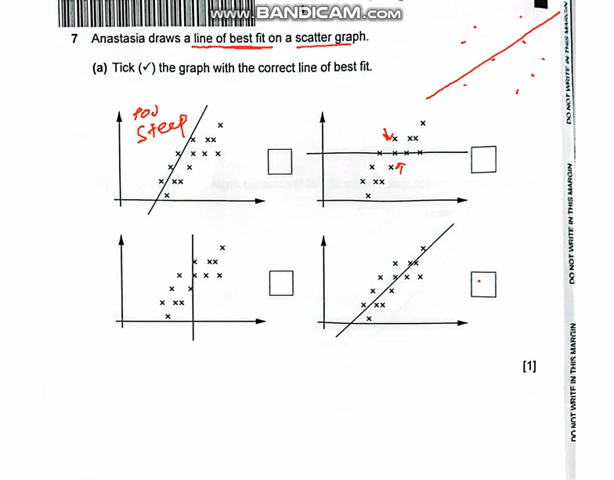 www.BANDICAM.com
7 Anastasia draws a line of best fit on a scatter graph.
(a) Tick (✓) the graph with the correct line of best fit.
too
Steep
[1]
DO NOT WRITE IN THIS MARGIN
DO NOT WRITE IN THIS MARGIN
DO NOT WRITE IN THIS MARGIN